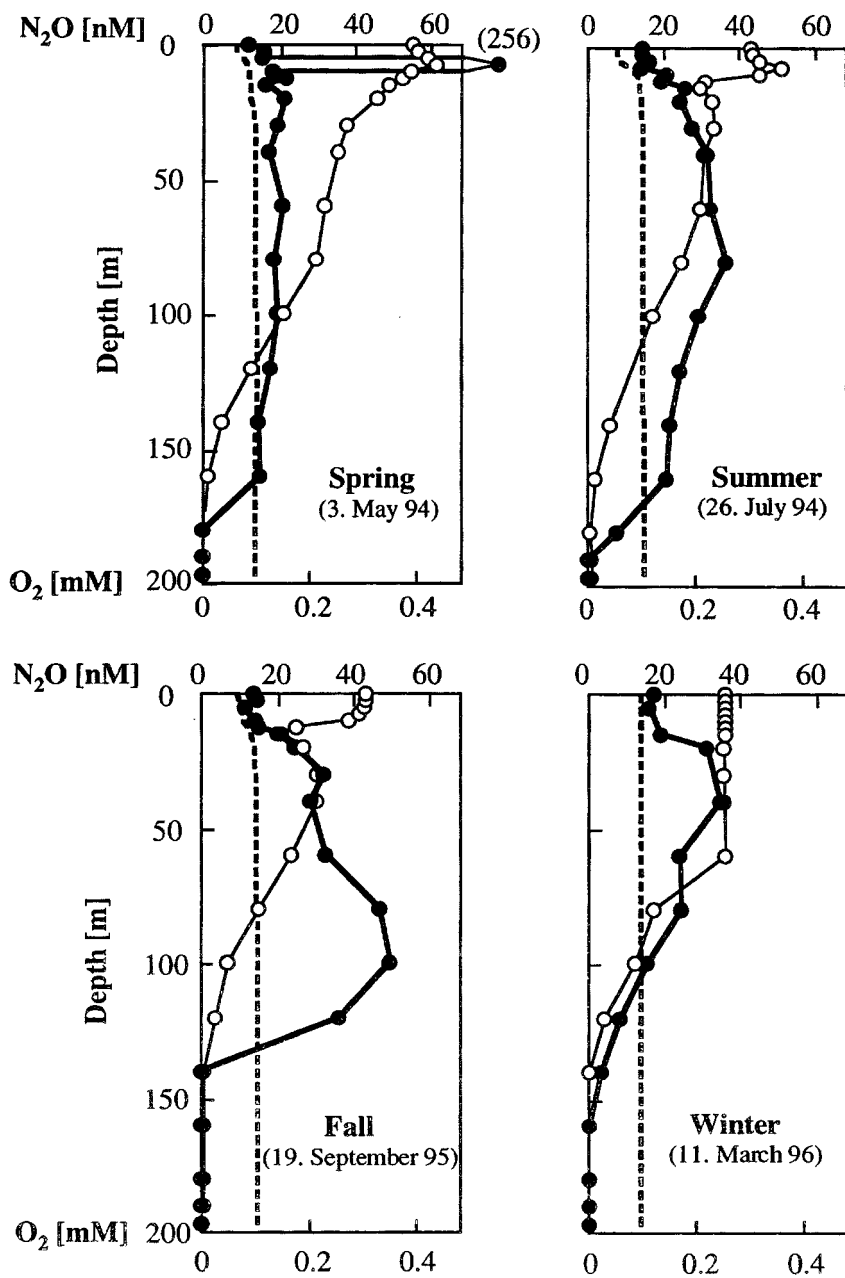 N₂O [nM] 0 20 40 60 0 20 40 60
0
(256)
50
Depth [m]
100
150
Spring Summer
(3. May 94) (26. July 94)
O₂ [mM] 200
0 0.2 0.4 0 0.2 0.4
N₂O [nM] 0 20 40 60 0 20 40 60
0
50
Depth [m]
100
150
Fall Winter
(19. September 95) (11. March 96)
O₂ [mM] 200
0 0.2 0.4 0 0.2 0.4